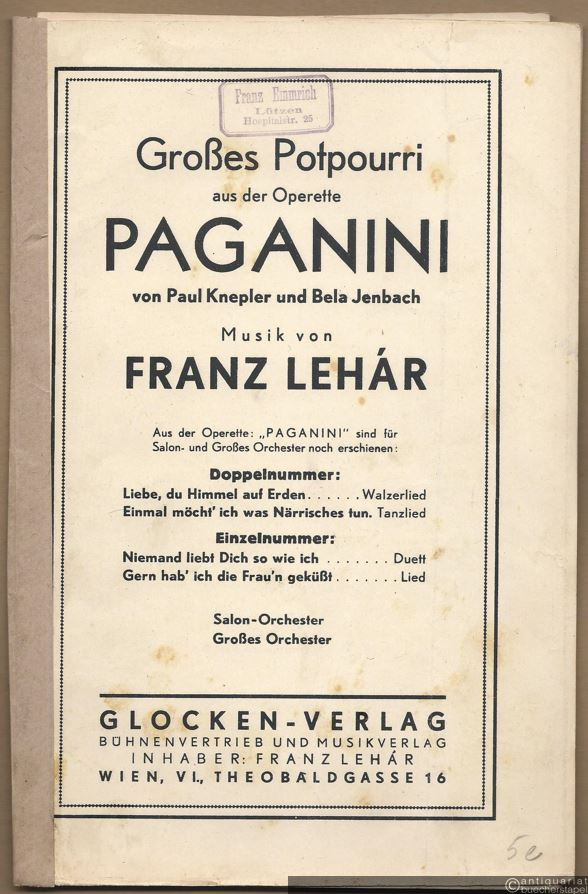 Franz Emmrich
Lützen
Hospitalstr. 25
Großes Potpourri
aus der Operette
PAGANINI
von Paul Knepler und Bela Jenbach
Musik von
FRANZ LEHÁR
Aus der Operette: „PAGANINI" sind für
Salon- und Großes Orchester noch erschienen:
Doppelnummer:
Liebe, du Himmel auf Erden . . . . . . Walzerlied
Einmal möcht' ich was Närrisches tun. Tanzlied
Einzelnummer:
Niemand liebt Dich so wie ich . . . . . . . Duett
Gern hab' ich die Frau'n geküßt . . . . . . . Lied
Salon-Orchester
Großes Orchester
GLOCKEN-VERLAG
BÜHNENVERTRIEB UND MUSIKVERLAG
INHABER: FRANZ LEHÁR
WIEN, VI., THEOBALDGASSE 16
©antiquariat
buecherstapel